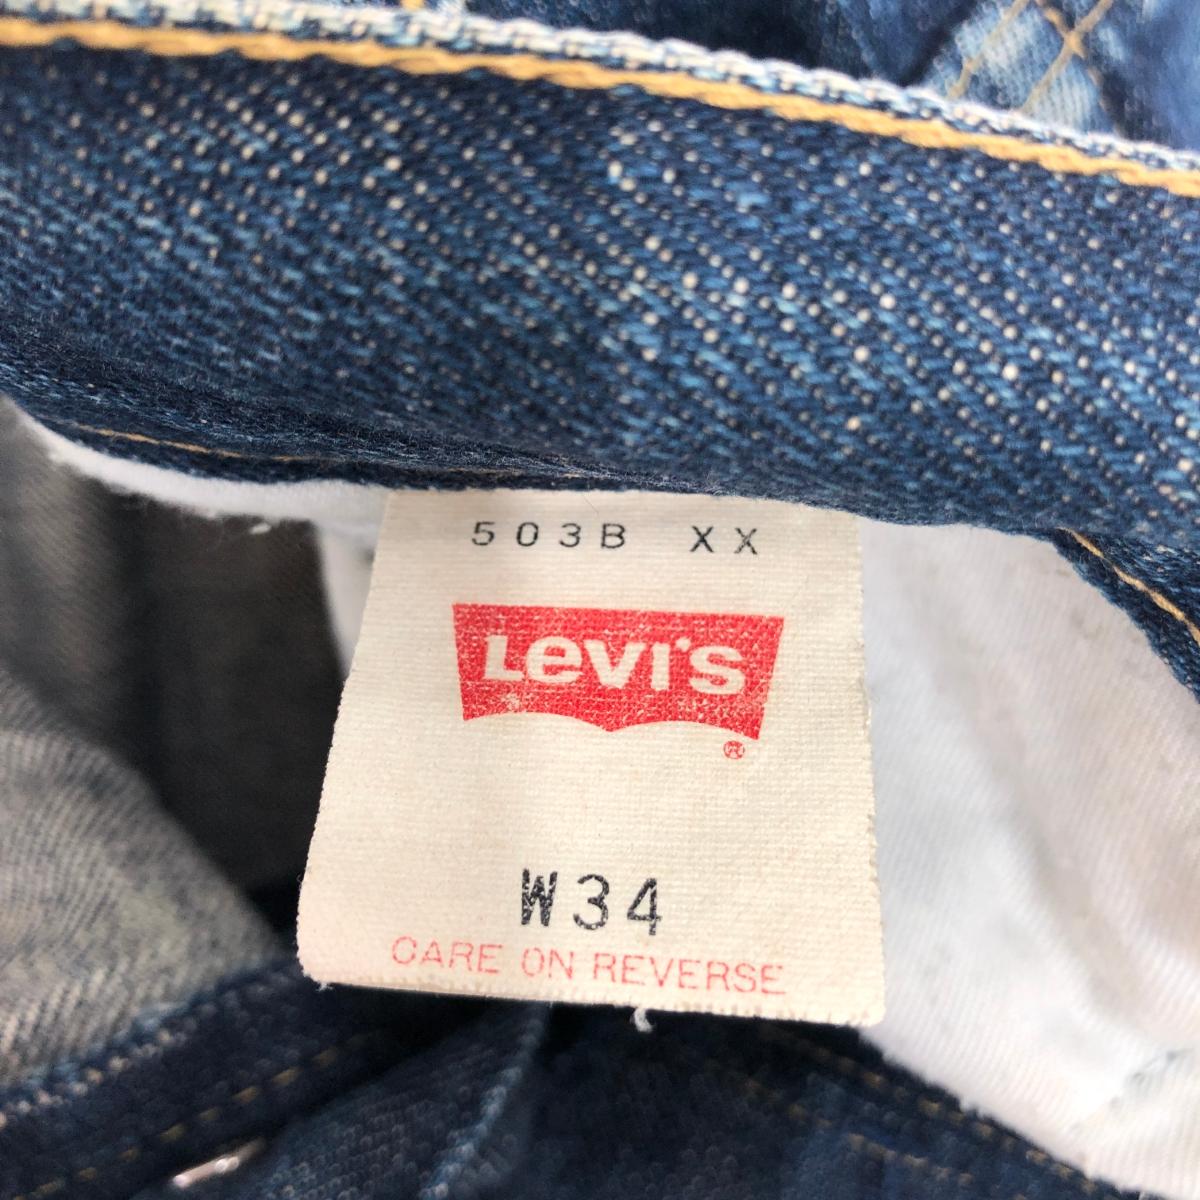 503B XX
Levi's
®
W34
CARE ON REVERSE